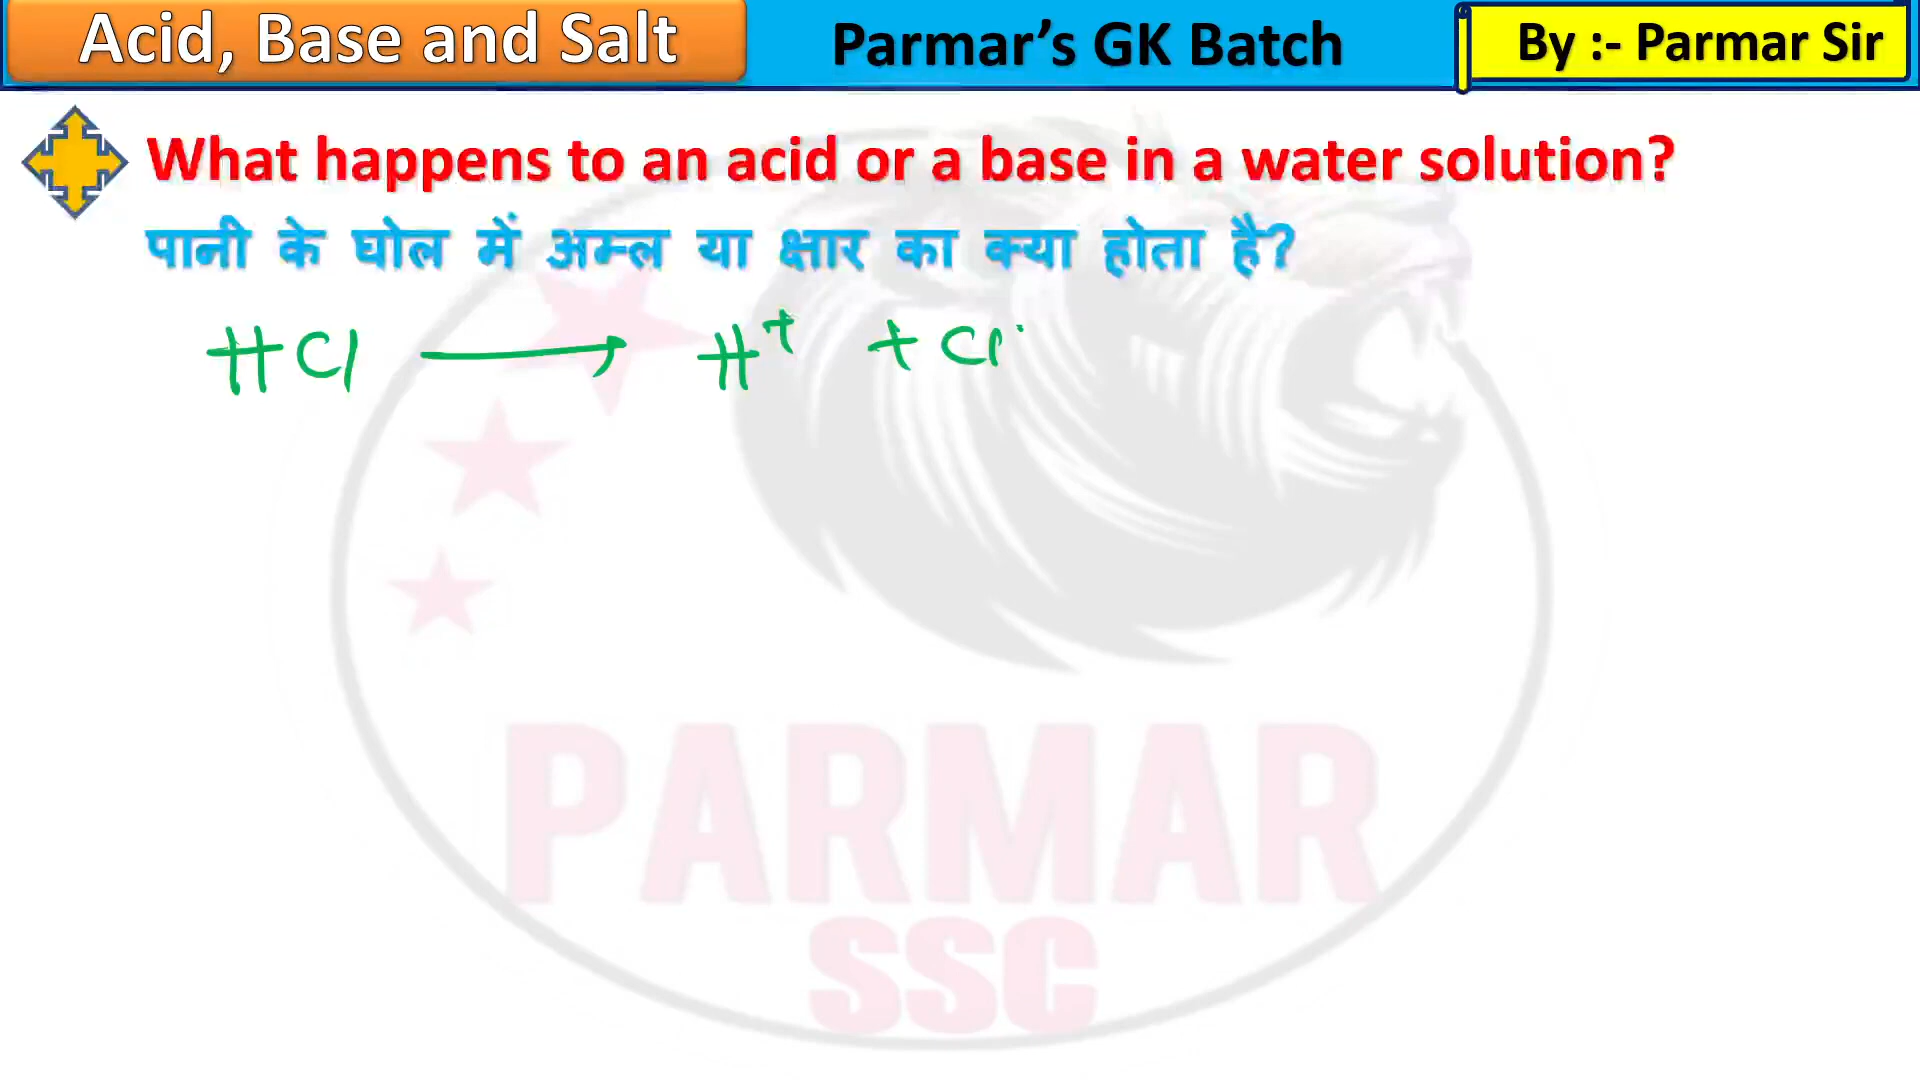 Acid, Base and Salt
Parmar’s GK Batch
By :- Parmar Sir
What happens to an acid or a base in a water solution?
पानी के घोल में अम्ल या क्षार का क्या होता है?
HCl ⟶ H⁺ + Cl
PARMAR
SSC